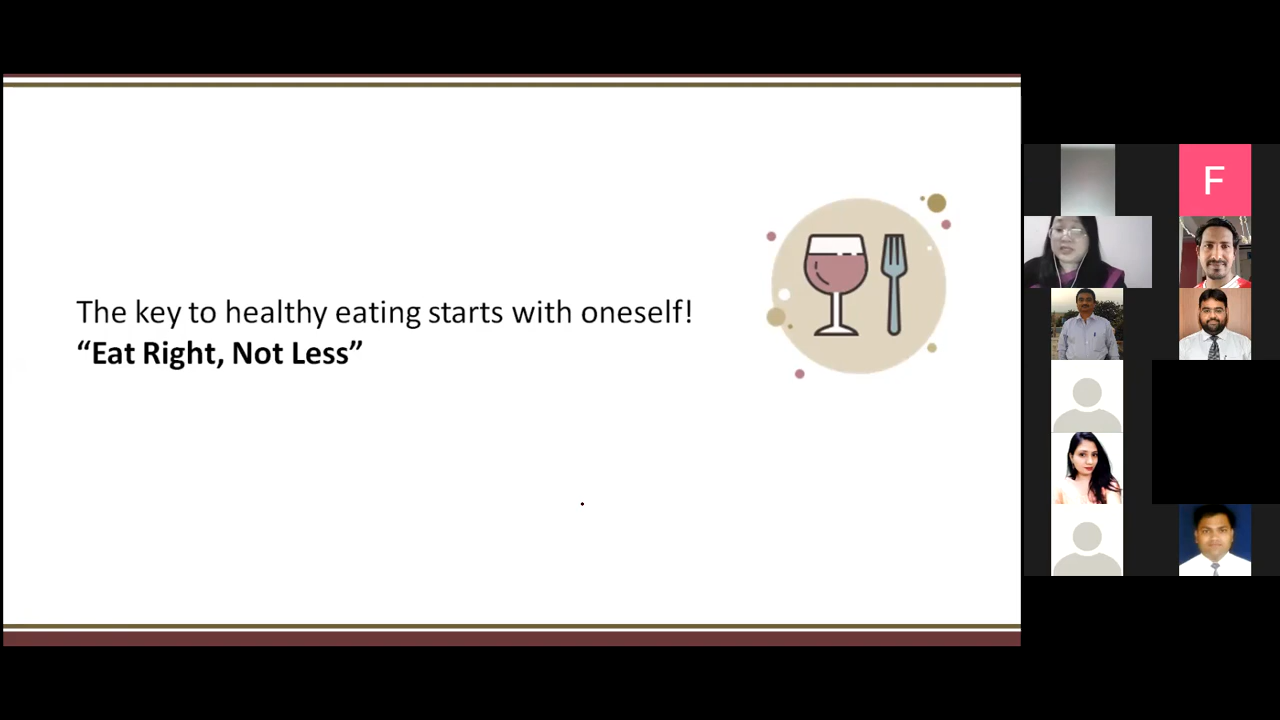 The key to healthy eating starts with oneself!
“Eat Right, Not Less”
F